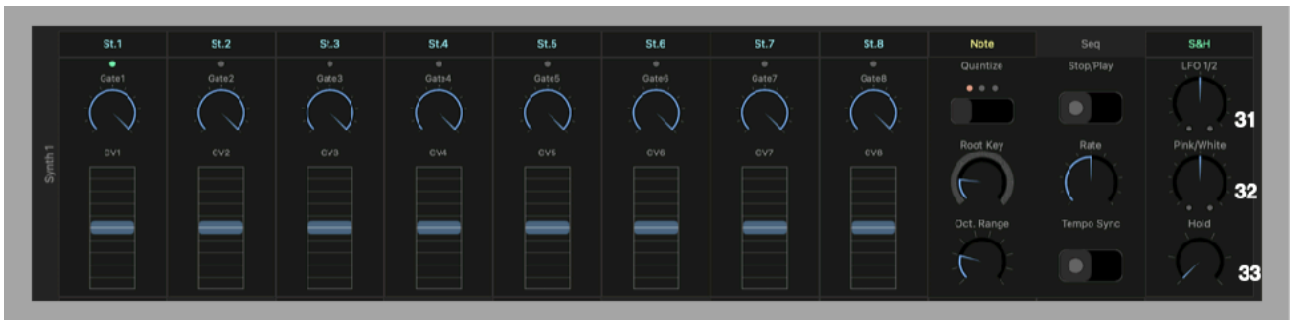 St.1 St.2 St.3 St.4 St.5 St.6 St.7 St.8 Note Seq S&H
Gate1 Gate2 Gate3 Gate4 Gate5 Gate6 Gate7 Gate8 Quantize Stop/Play LFO 1/2
31
CV1 CV2 CV3 CV4 CV5 CV6 CV7 CV8 Root Key Rate Pink/White
32
Synth 1
Oct. Range Tempo Sync Hold
33